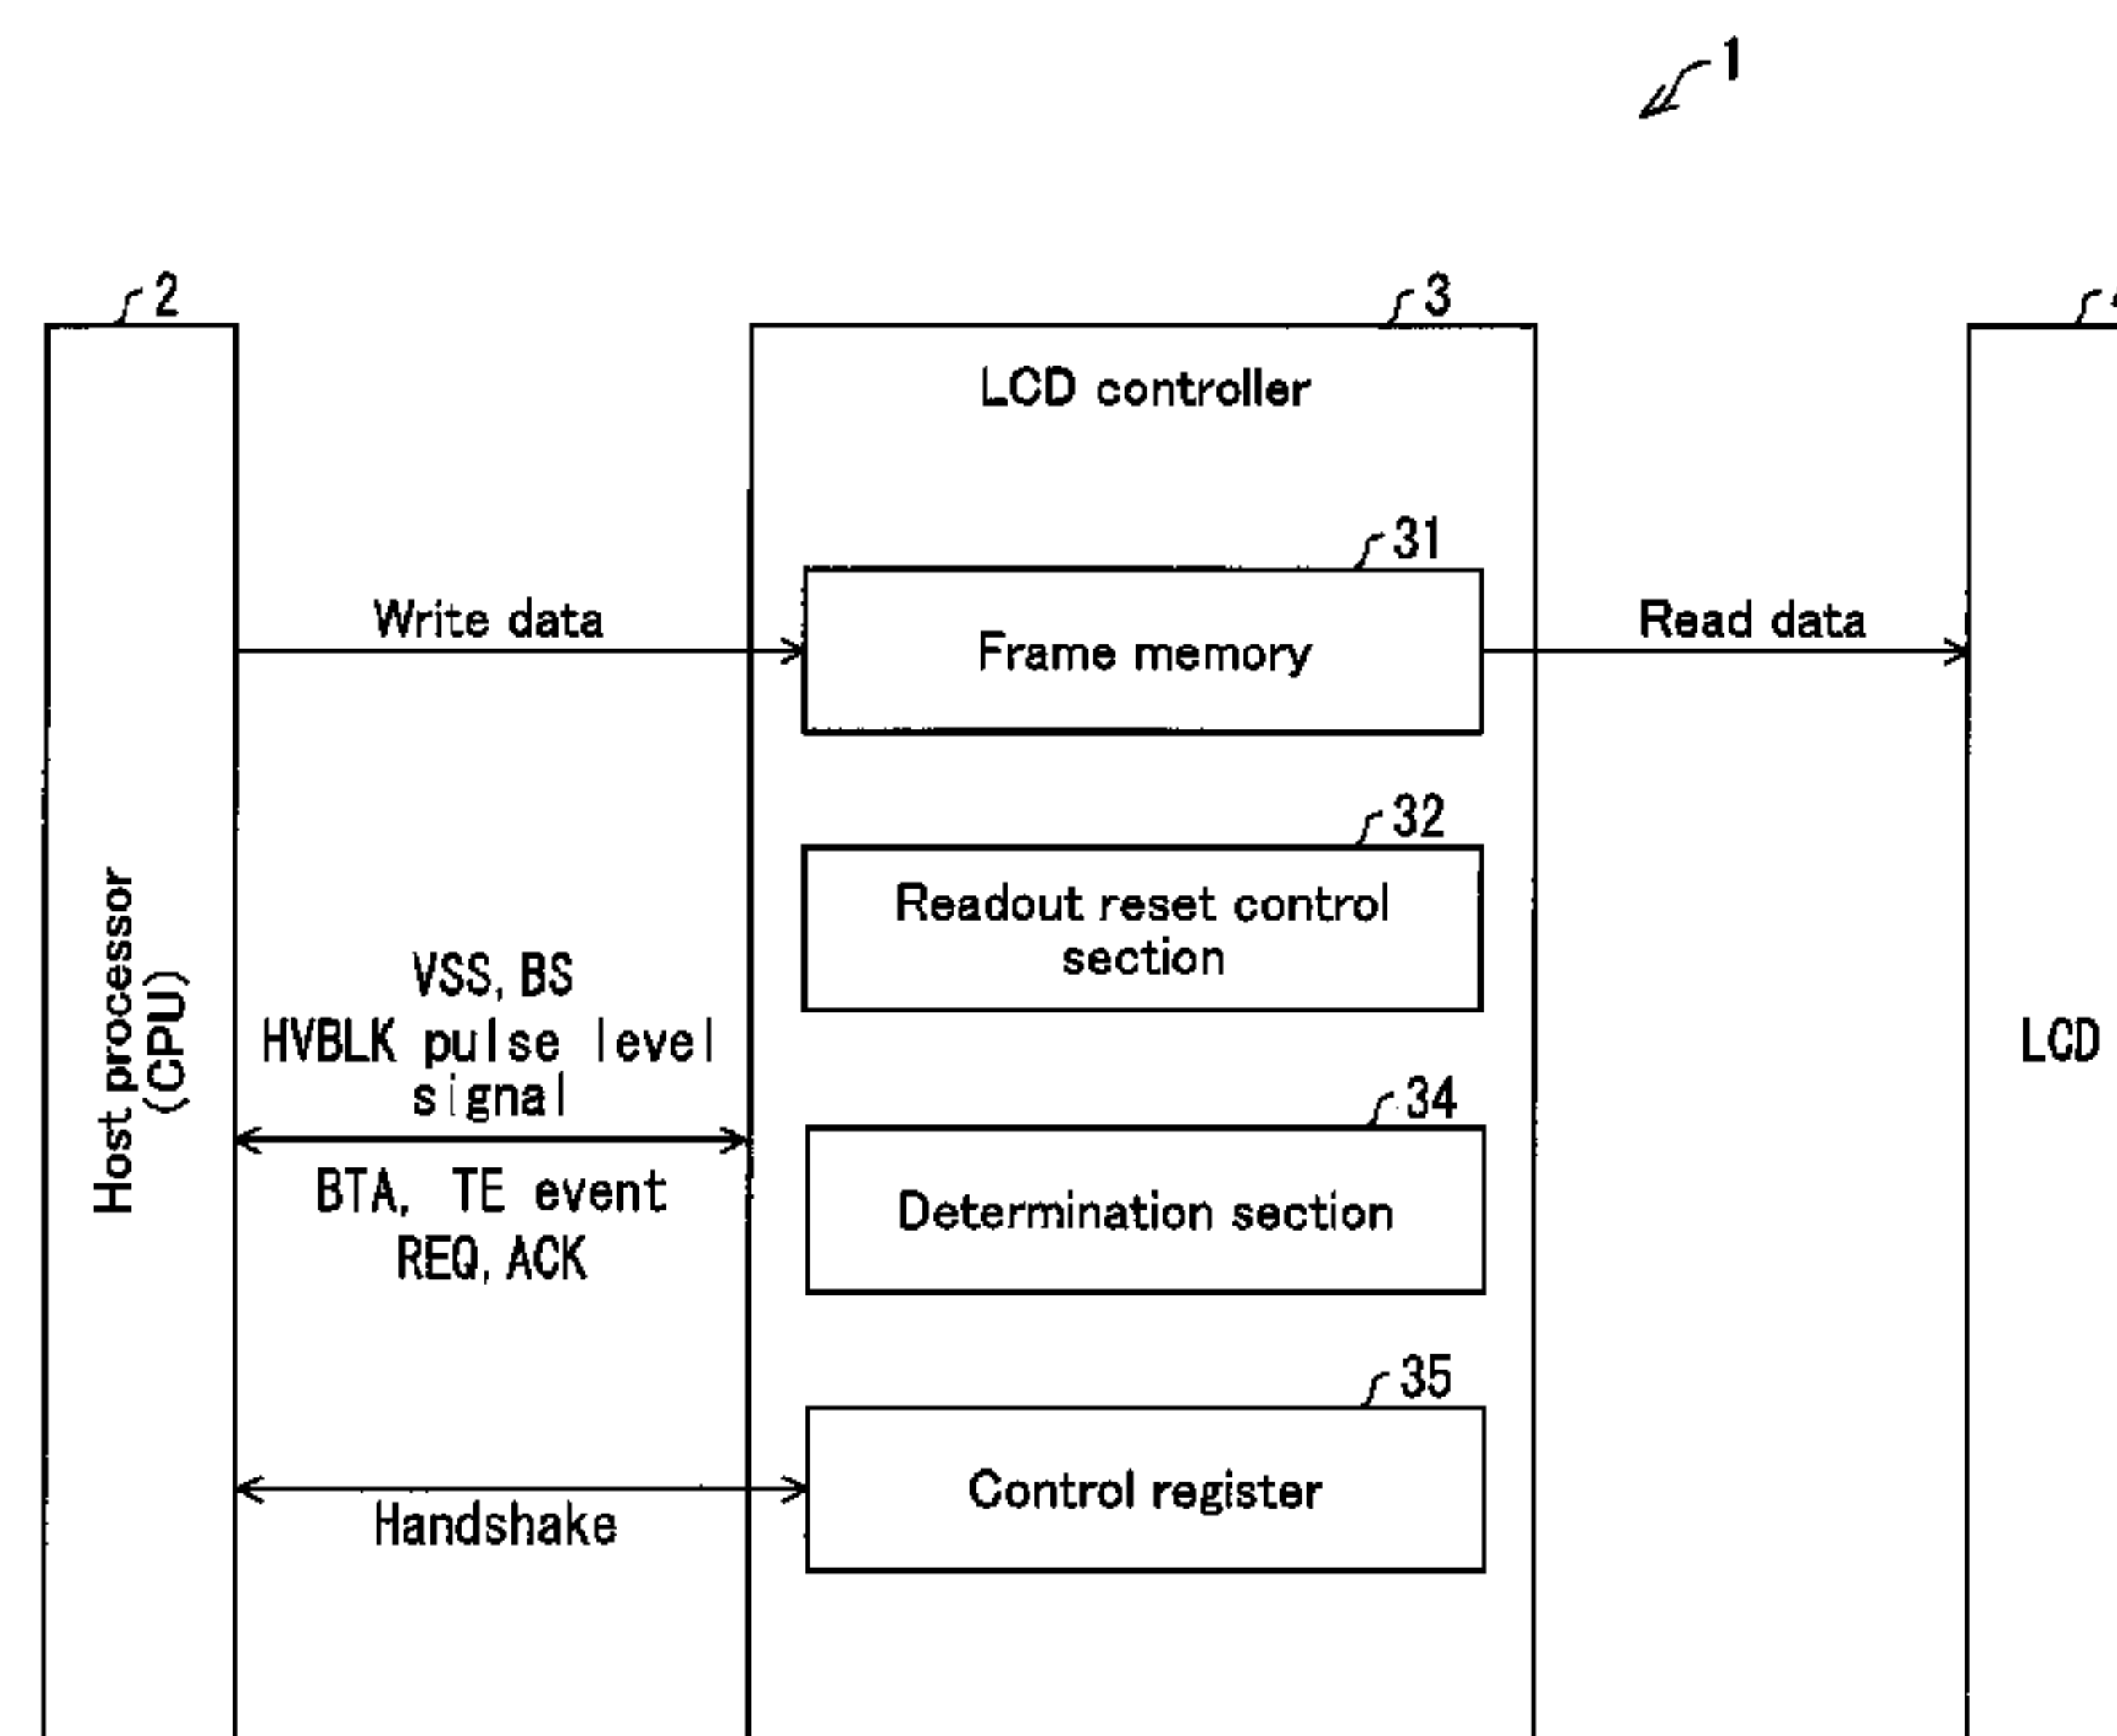 1
2
3
LCD controller
31
Write data
Frame memory
Read data
32
Readout reset control
section
Host processor
(CPU)
VSS, BS
HVBLK pulse level
signal
BTA, TE event
REQ, ACK
LCD
34
Determination section
35
Control register
Handshake